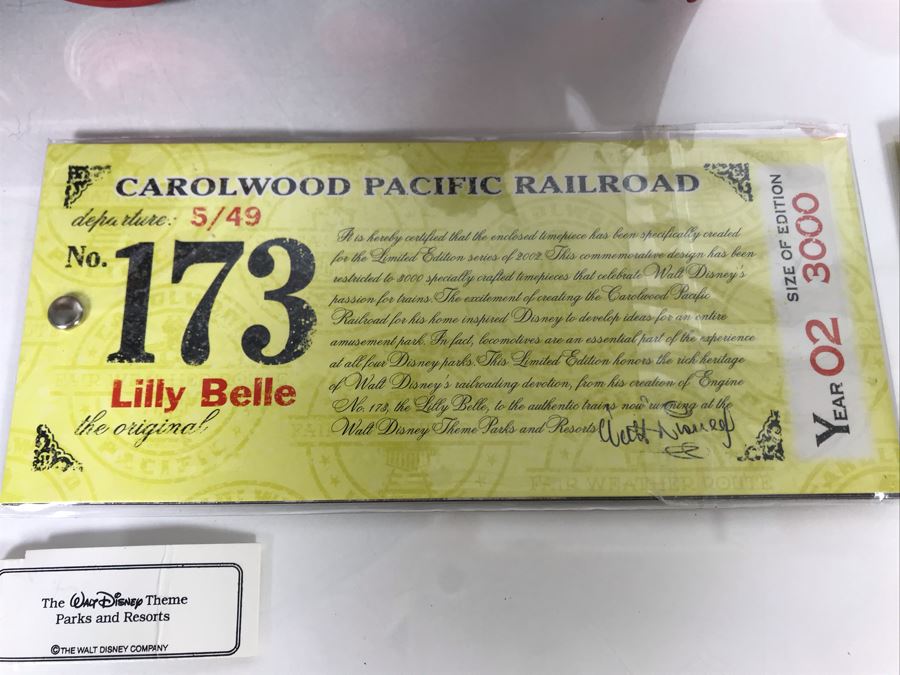 CAROLWOOD PACIFIC RAILROAD
departure: 5/49
No. 173
Lilly Belle
the original
It is hereby certified that the enclosed timepiece has been specifically created
for the Limited Edition series of 2002. This commemorative design has been
restricted to 3000 specially crafted timepieces that celebrate Walt Disney's
passion for trains. The excitement of creating the Carolwood Pacific
Railroad for his home inspired Disney to develop ideas for an entire
amusement park. In fact, locomotives are an essential part of the experience
at all four Disney parks. This Limited Edition honors the rich heritage
of Walt Disney's railroading devotion, from his creation of Engine
No. 173, the Lilly Belle, to the authentic trains now running at the
Walt Disney Theme Parks and Resorts.
Walt Disney
FAIR WEATHER ROUTE
YEAR 02
SIZE OF EDITION
3000
The Walt Disney Theme
Parks and Resorts
©THE WALT DISNEY COMPANY